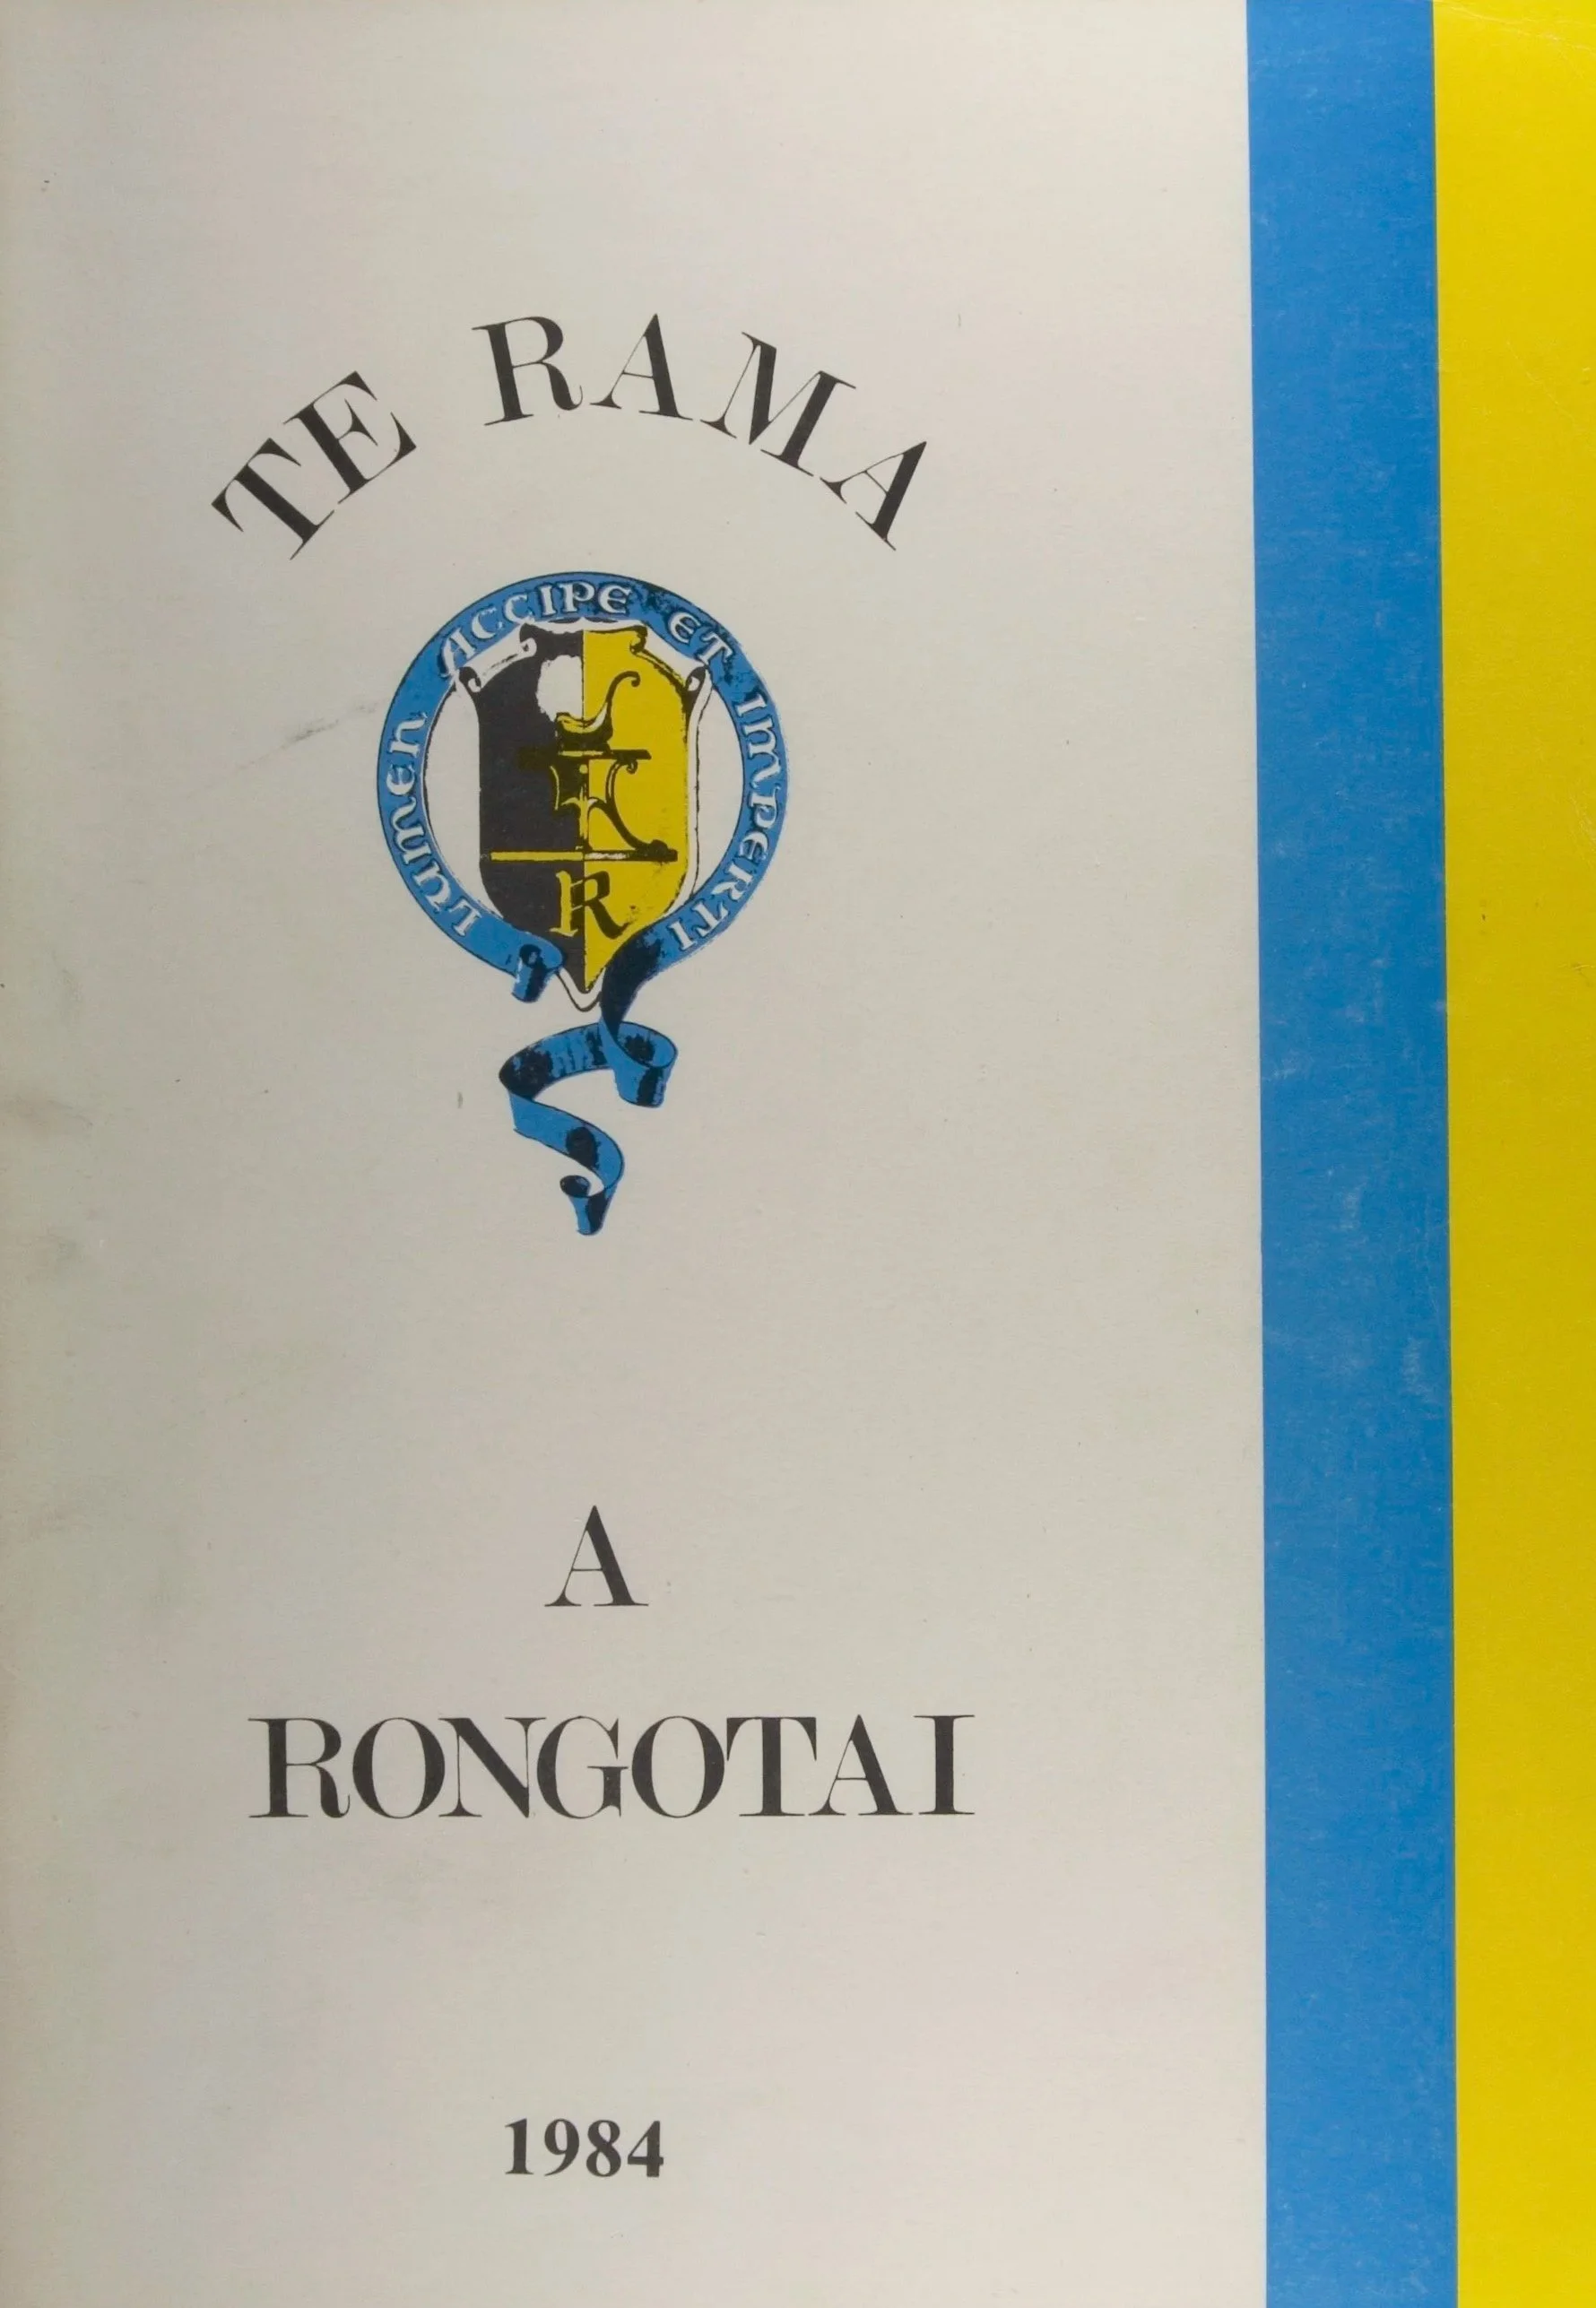 TE RAMA
LUMEN ACCIPE ET IMPERTI
R
A
RONGOTAI
1984